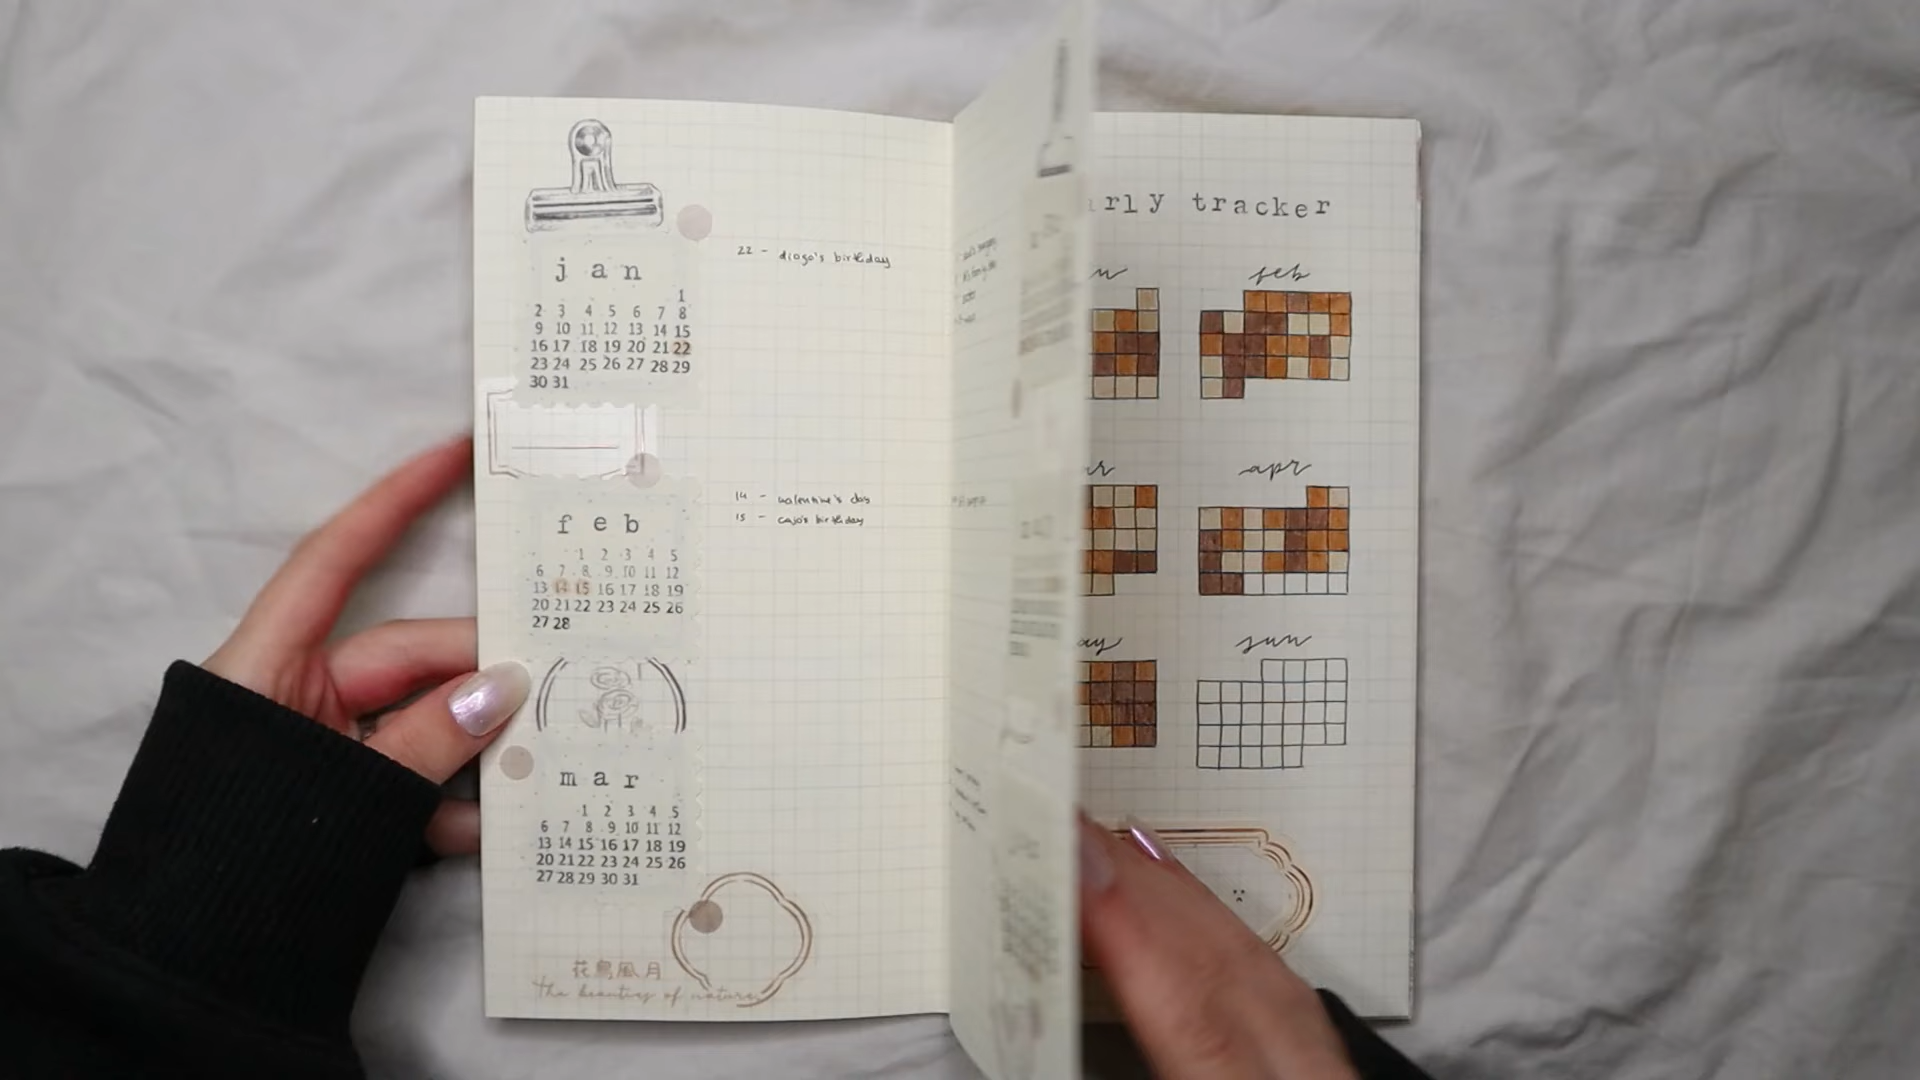 jan
1
2 3 4 5 6 7 8
9 10 11 12 13 14 15
16 17 18 19 20 21 22
23 24 25 26 27 28 29
30 31
22 - diogo's birthday
feb
1 2 3 4 5
6 7 8 9 10 11 12
13 14 15 16 17 18 19
20 21 22 23 24 25 26
27 28
14 - valentine's day
15 - cajo's birthday
mar
1 2 3 4 5
6 7 8 9 10 11 12
13 14 15 16 17 18 19
20 21 22 23 24 25 26
27 28 29 30 31
花鳥風月
the beauties of nature
arly tracker
feb
apr
ay
jun